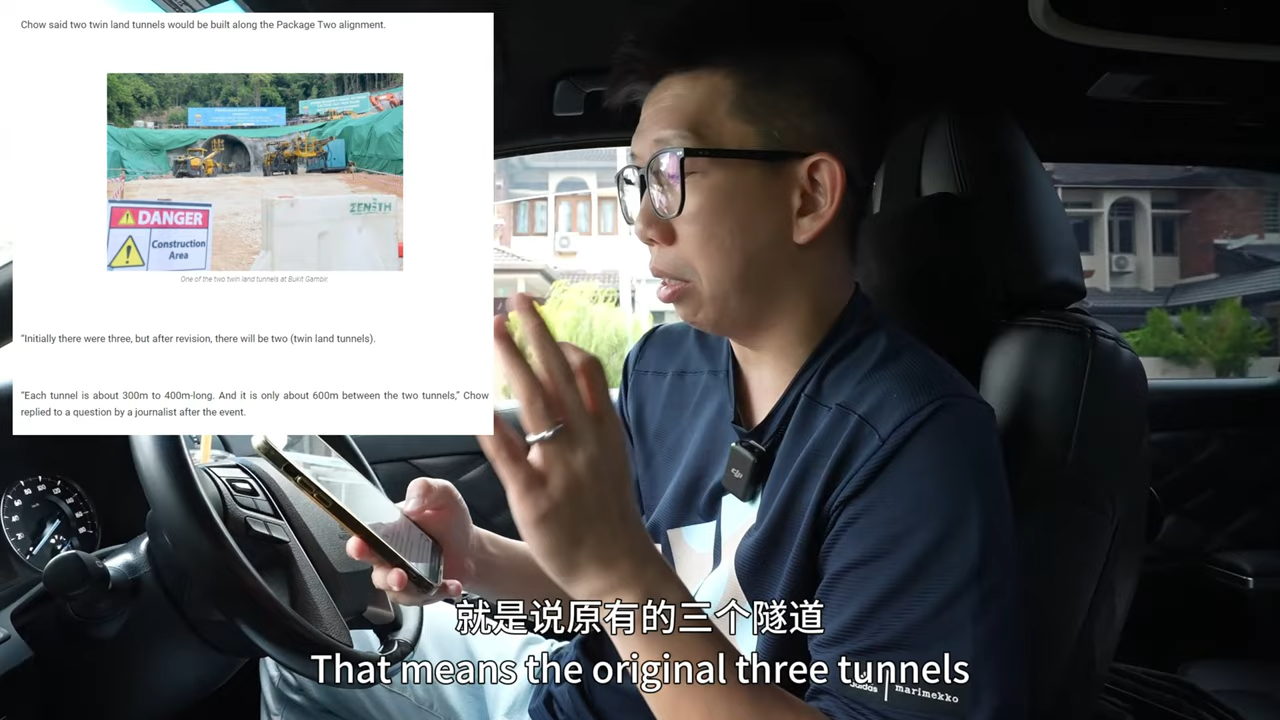 Chow said two twin land tunnels would be built along the Package Two alignment.
ZENITH
DANGER
Construction
Area
One of the two twin land tunnels at Bukit Gambir.
"Initially there were three, but after revision, there will be two (twin land tunnels).
"Each tunnel is about 300m to 400m-long. And it is only about 600m between the two tunnels," Chow
replied to a question by a journalist after the event.
dji
就是说原有的三个隧道
That means the original three tunnels
adidas
marimekko